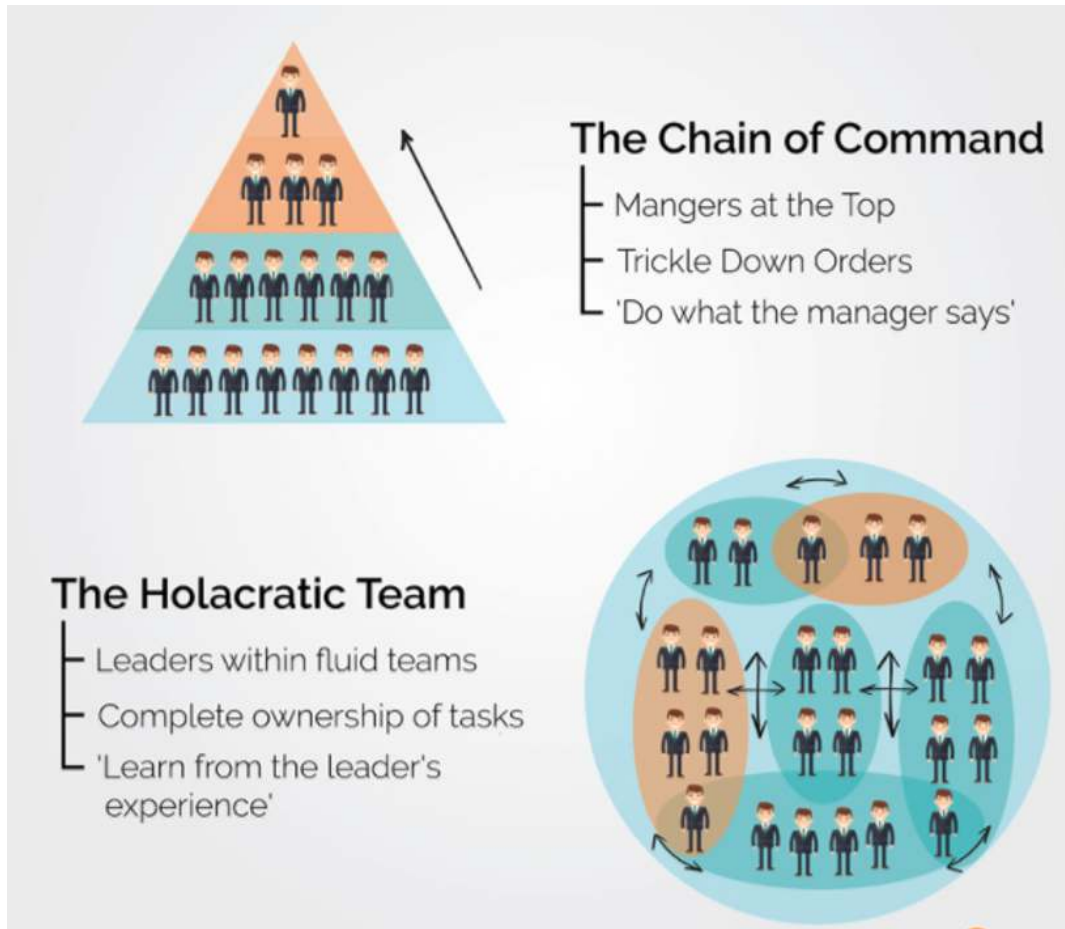 The Chain of Command
Mangers at the Top
Trickle Down Orders
'Do what the manager says'
The Holacratic Team
Leaders within fluid teams
Complete ownership of tasks
'Learn from the leader's
experience'